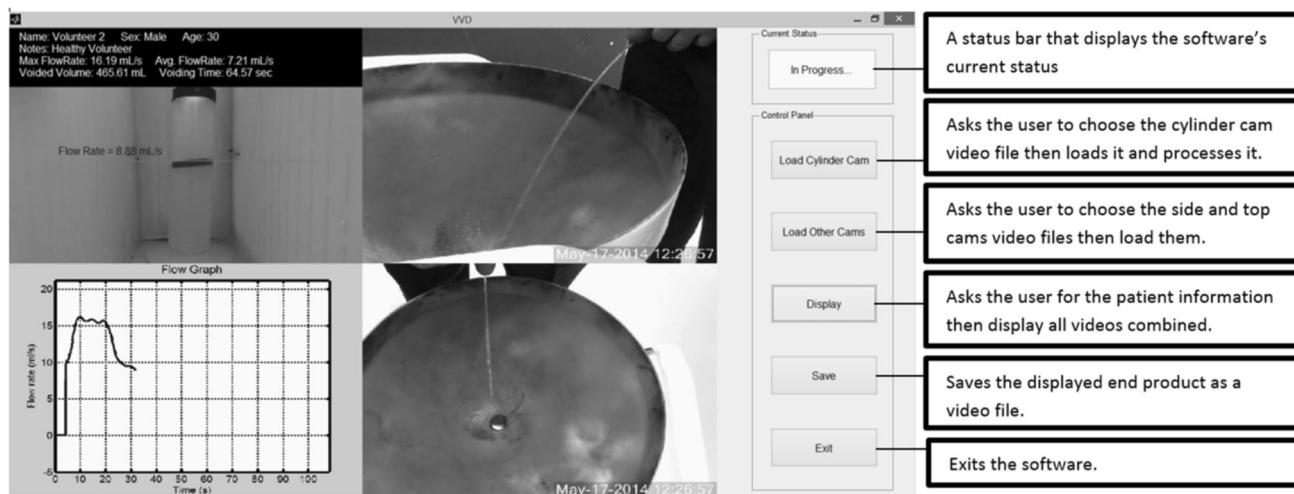 VVD
Name: Volunteer 2 Sex: Male Age: 30
Notes: Healthy Volunteer
Max FlowRate: 16.19 mL/s Avg. FlowRate: 7.21 mL/s
Voided Volume: 465.61 mL Voiding Time: 64.57 sec
Flow Rate = 8.88 mL/s
May-17-2014 12:26:57
Flow Graph
Flow rate (ml/s)
20
15
10
5
0
-5
0 10 20 30 40 50 60 70 80 90 100
Time (s)
May-17-2014 12:26:57
Current Status
In Progress...
Control Panel
Load Cylinder Cam
Load Other Cams
Display
Save
Exit
A status bar that displays the software's
current status
Asks the user to choose the cylinder cam
video file then loads it and processes it.
Asks the user to choose the side and top
cams video files then load them.
Asks the user for the patient information
then display all videos combined.
Saves the displayed end product as a
video file.
Exits the software.